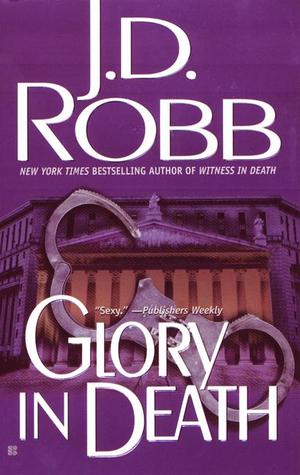 J.D.
ROBB
NEW YORK TIMES BESTSELLING AUTHOR OF WITNESS IN DEATH
"Sexy." —Publishers Weekly
GLORY
IN DEATH